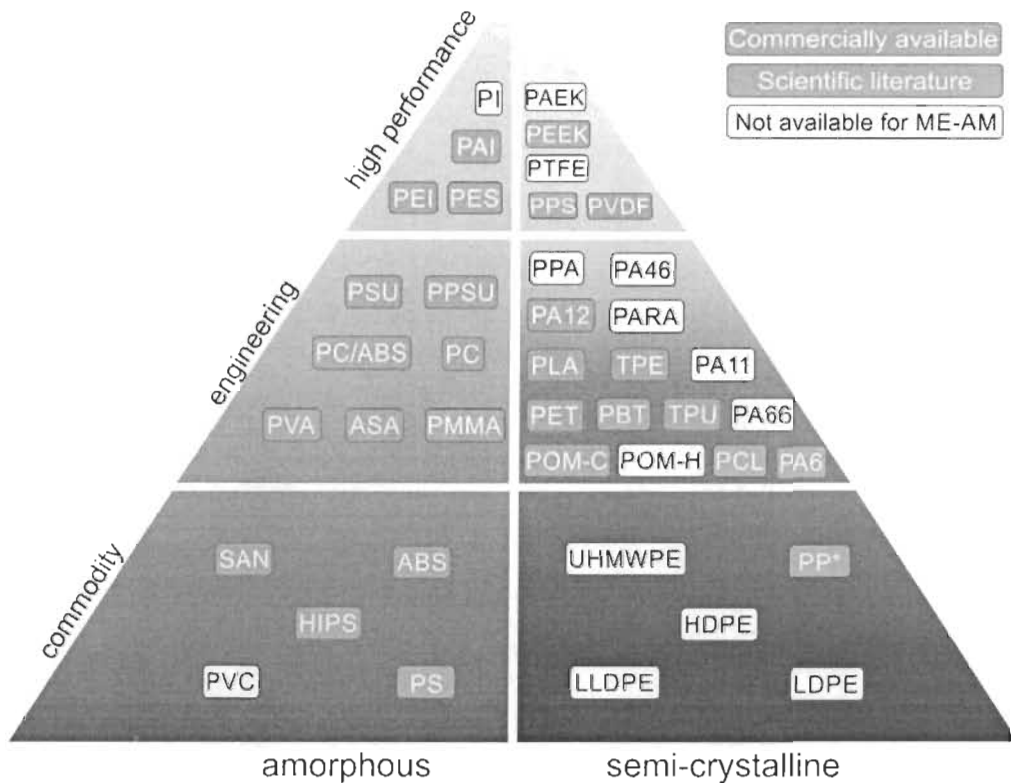 Commercially available
Scientific literature
Not available for ME-AM
high performance
PI
PAEK
PAI
PEEK
PTFE
PEI PES
PPS PVDF
engineering
PSU PPSU
PPA PA46
PA12 PARA
PC/ABS PC
PLA TPE PA11
PVA ASA PMMA
PET PBT TPU PA66
POM-C POM-H PCL PA6
commodity
SAN ABS
UHMWPE PP*
HIPS
HDPE
PVC PS
LLDPE LDPE
amorphous
semi-crystalline